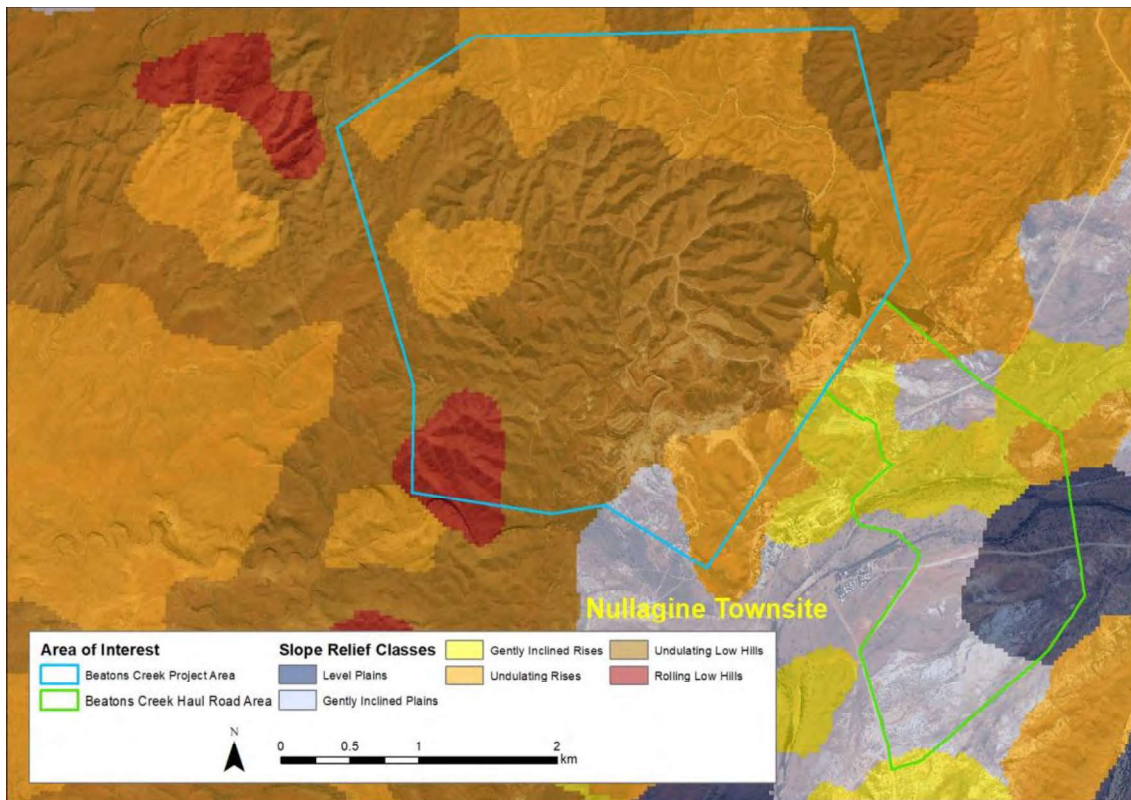 Nullagine Townsite
Area of Interest
Beatons Creek Project Area
Beatons Creek Haul Road Area
Slope Relief Classes
Level Plains
Gently Inclined Plains
Gently Inclined Rises
Undulating Rises
Undulating Low Hills
Rolling Low Hills
N
0 0.5 1 2
km